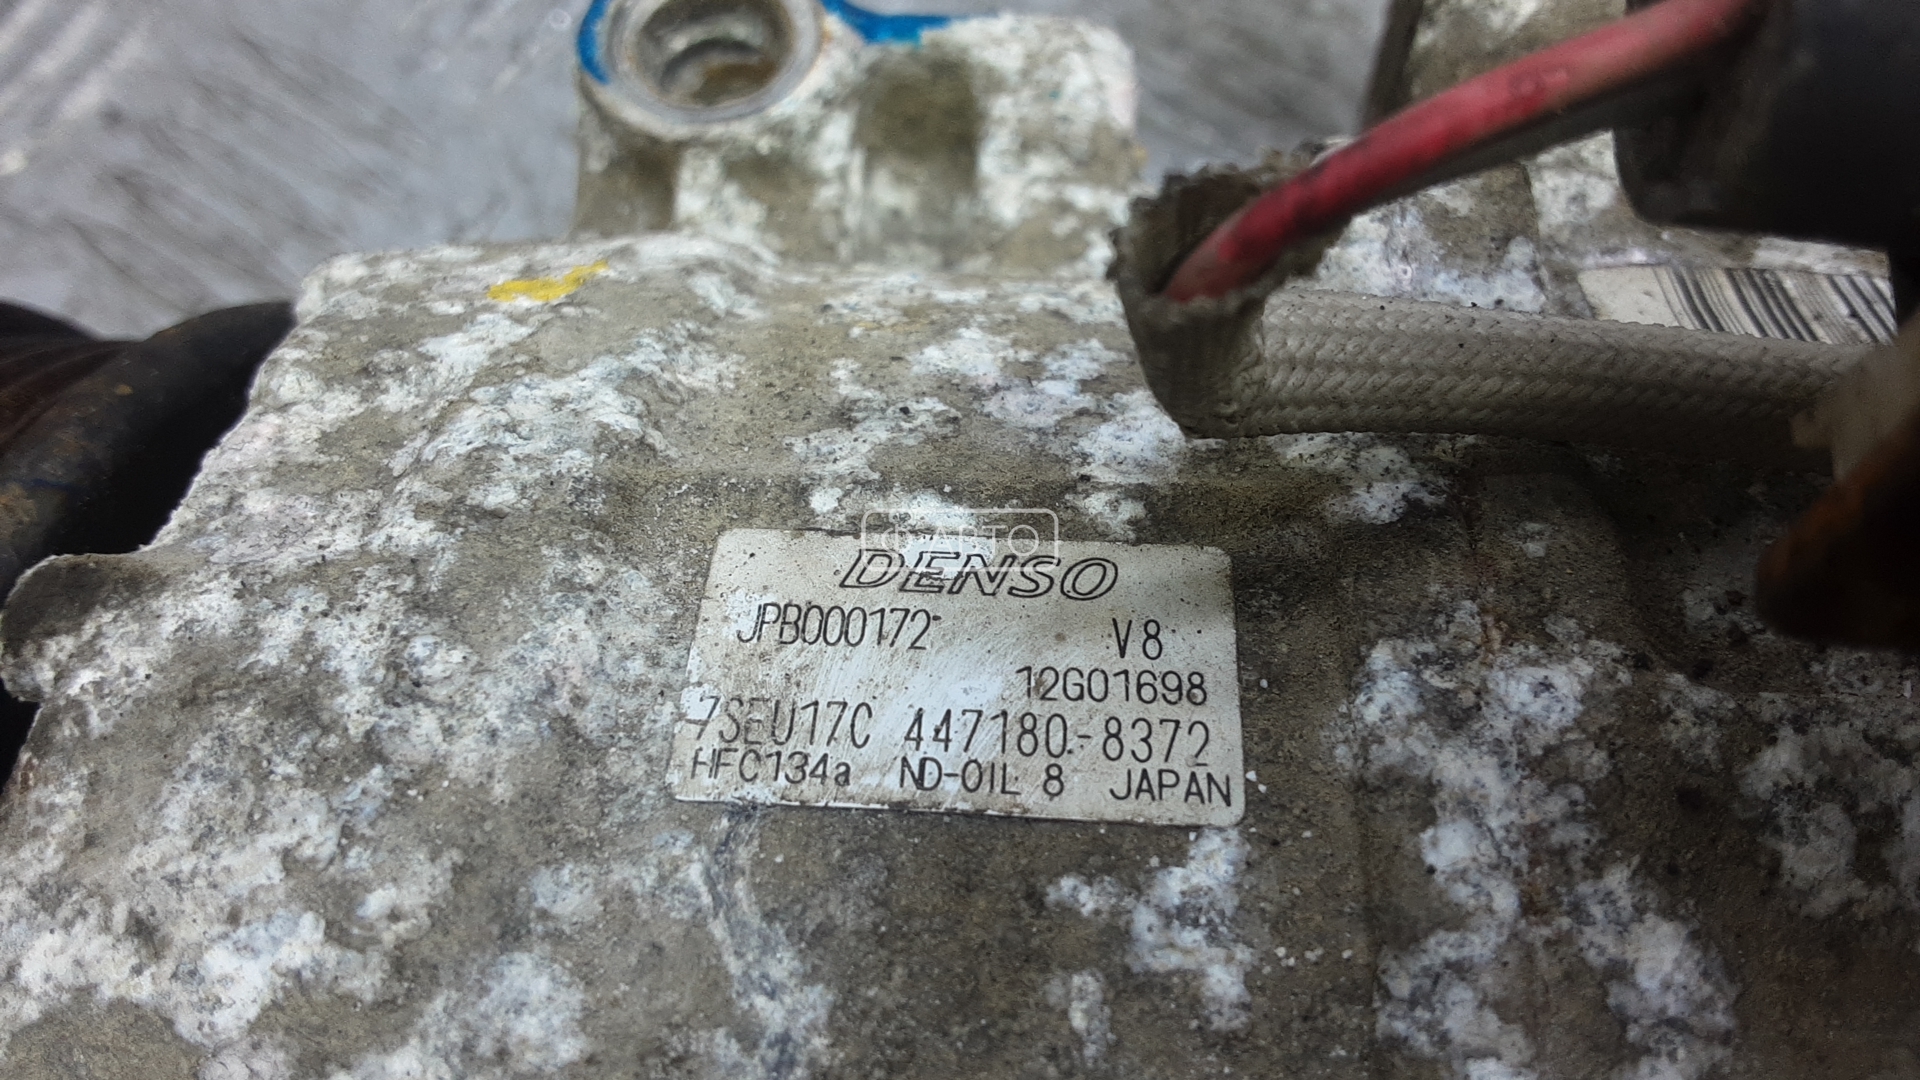 DENSO
JPB000172 V8
12G01698
7SEU17C 447180-8372
HFC134a ND-OIL 8 JAPAN